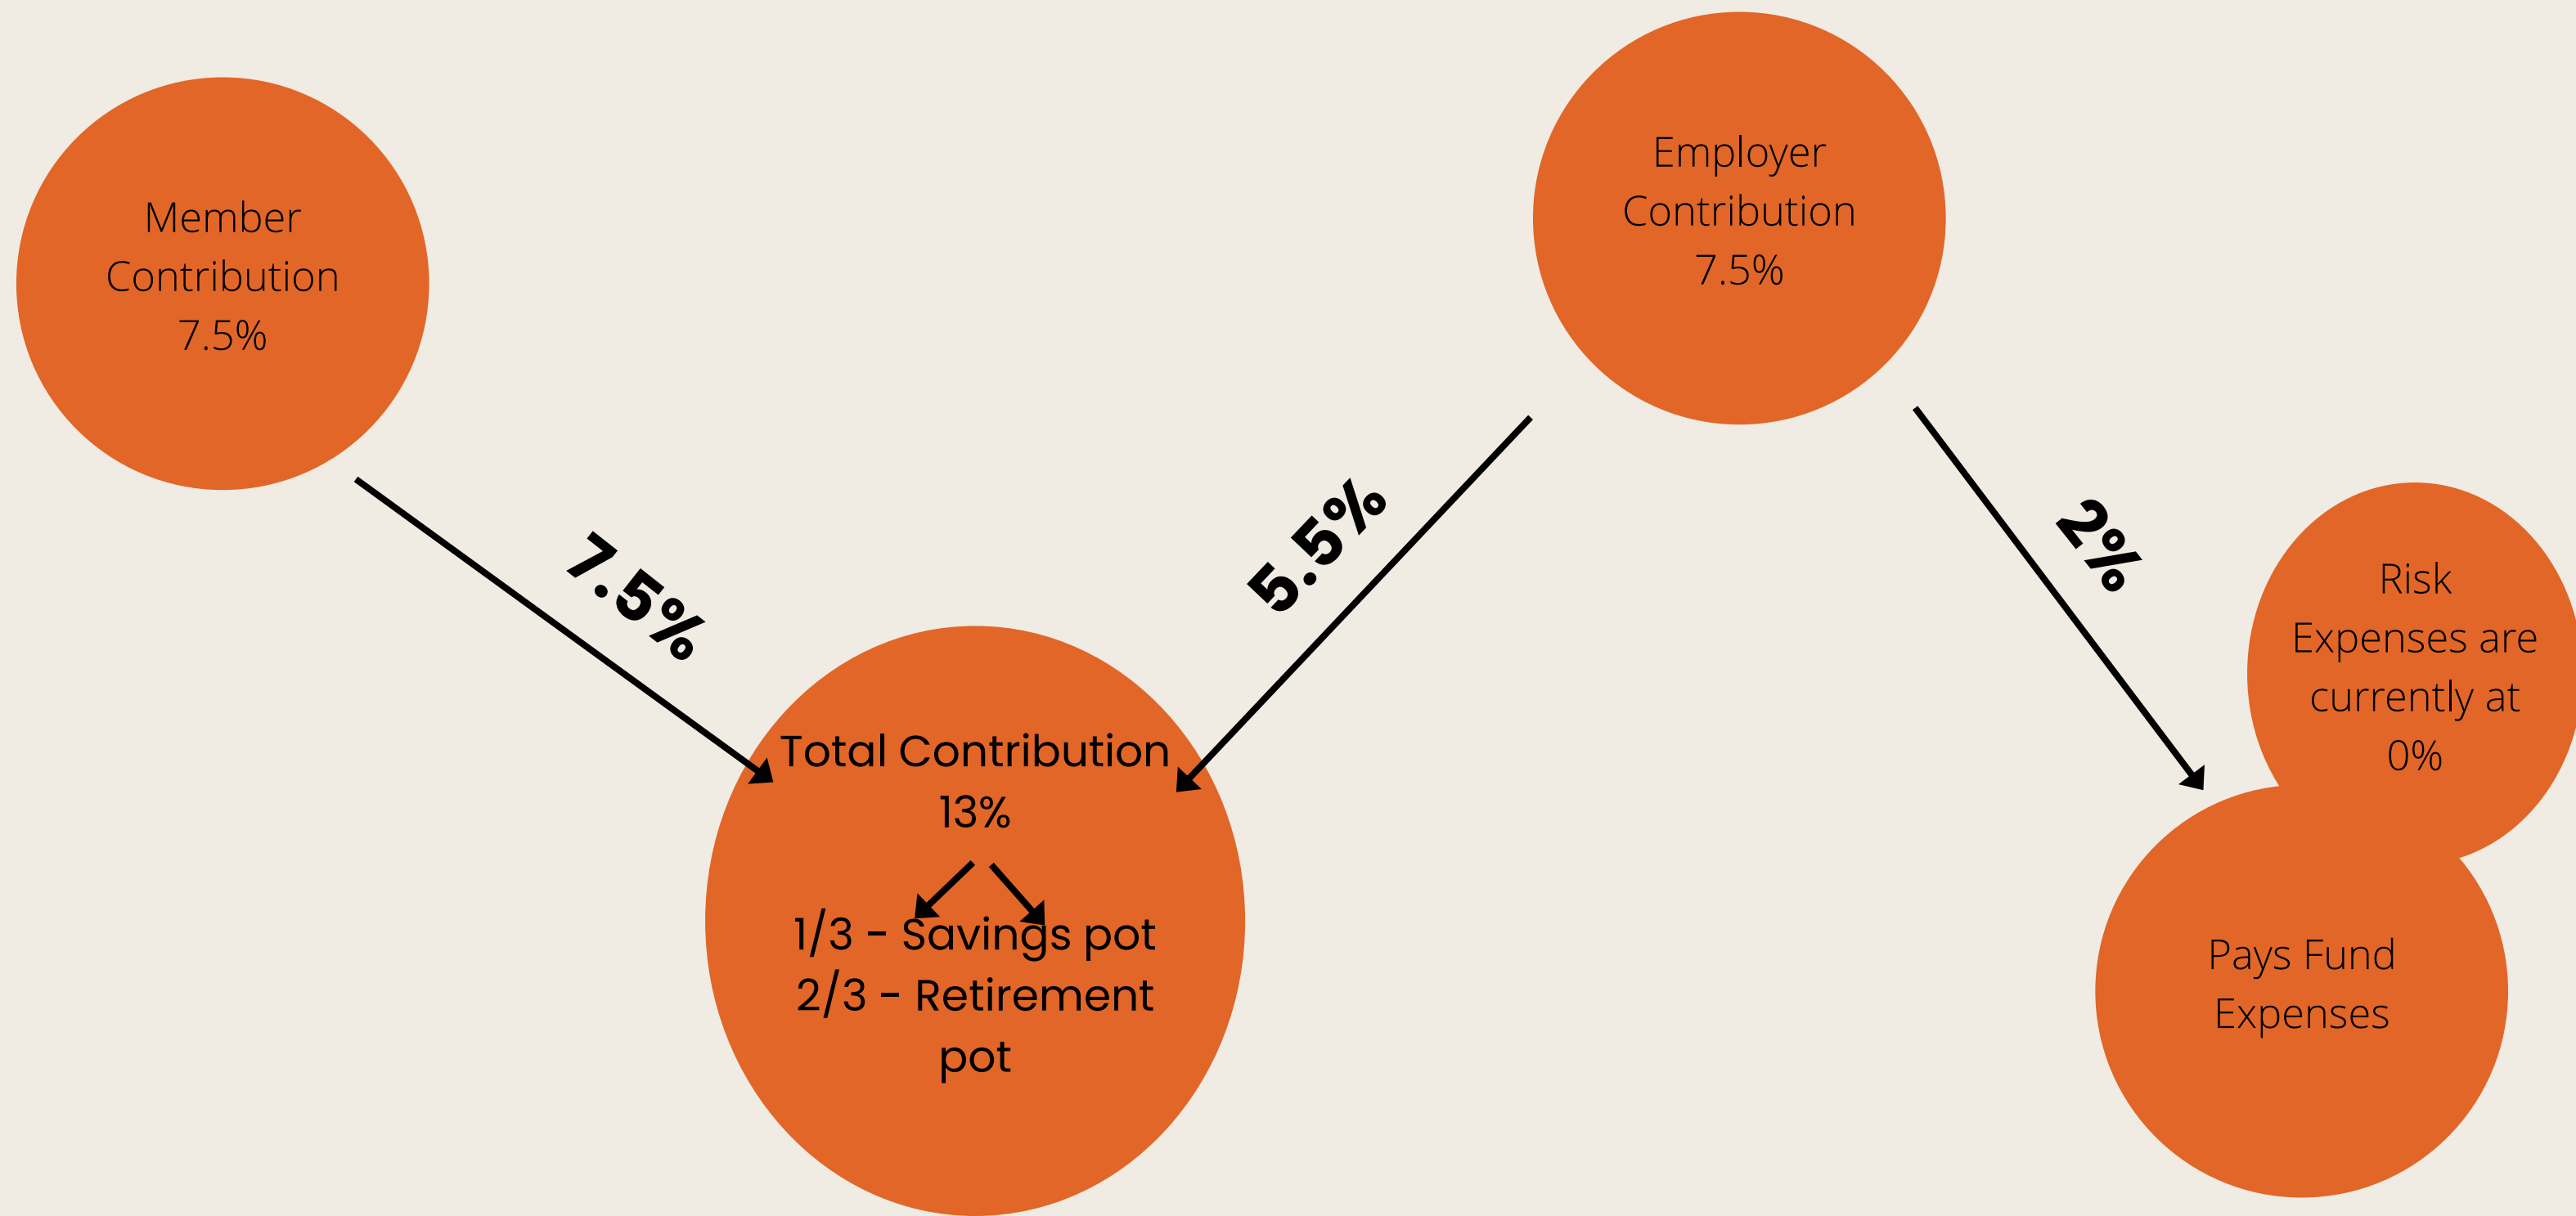 Member
Contribution
7.5%
Employer
Contribution
7.5%
7.5%
5.5%
2%
Risk
Expenses are
currently at
0%
Total Contribution
13%
1/3 - Savings pot
2/3 - Retirement
pot
Pays Fund
Expenses